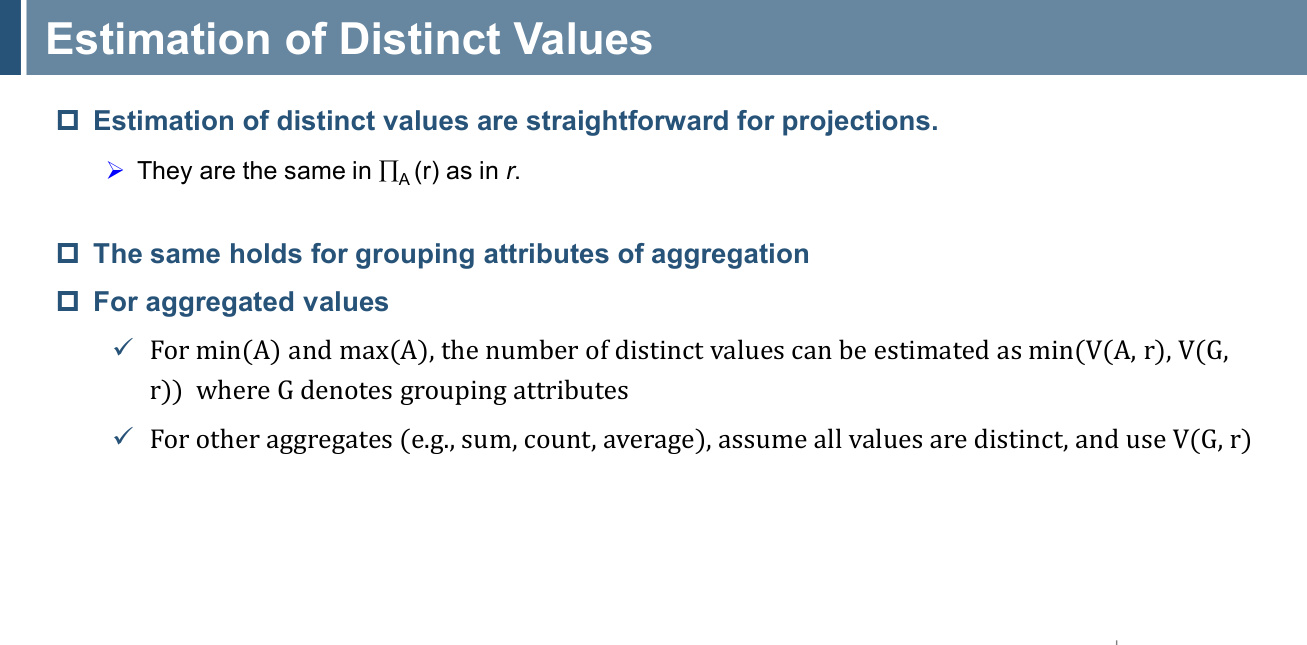 Estimation of Distinct Values
Estimation of distinct values are straightforward for projections.
They are the same in ∏A (r) as in r.
The same holds for grouping attributes of aggregation
For aggregated values
For min(A) and max(A), the number of distinct values can be estimated as min(V(A, r), V(G,
r))  where G denotes grouping attributes
For other aggregates (e.g., sum, count, average), assume all values are distinct, and use V(G, r)